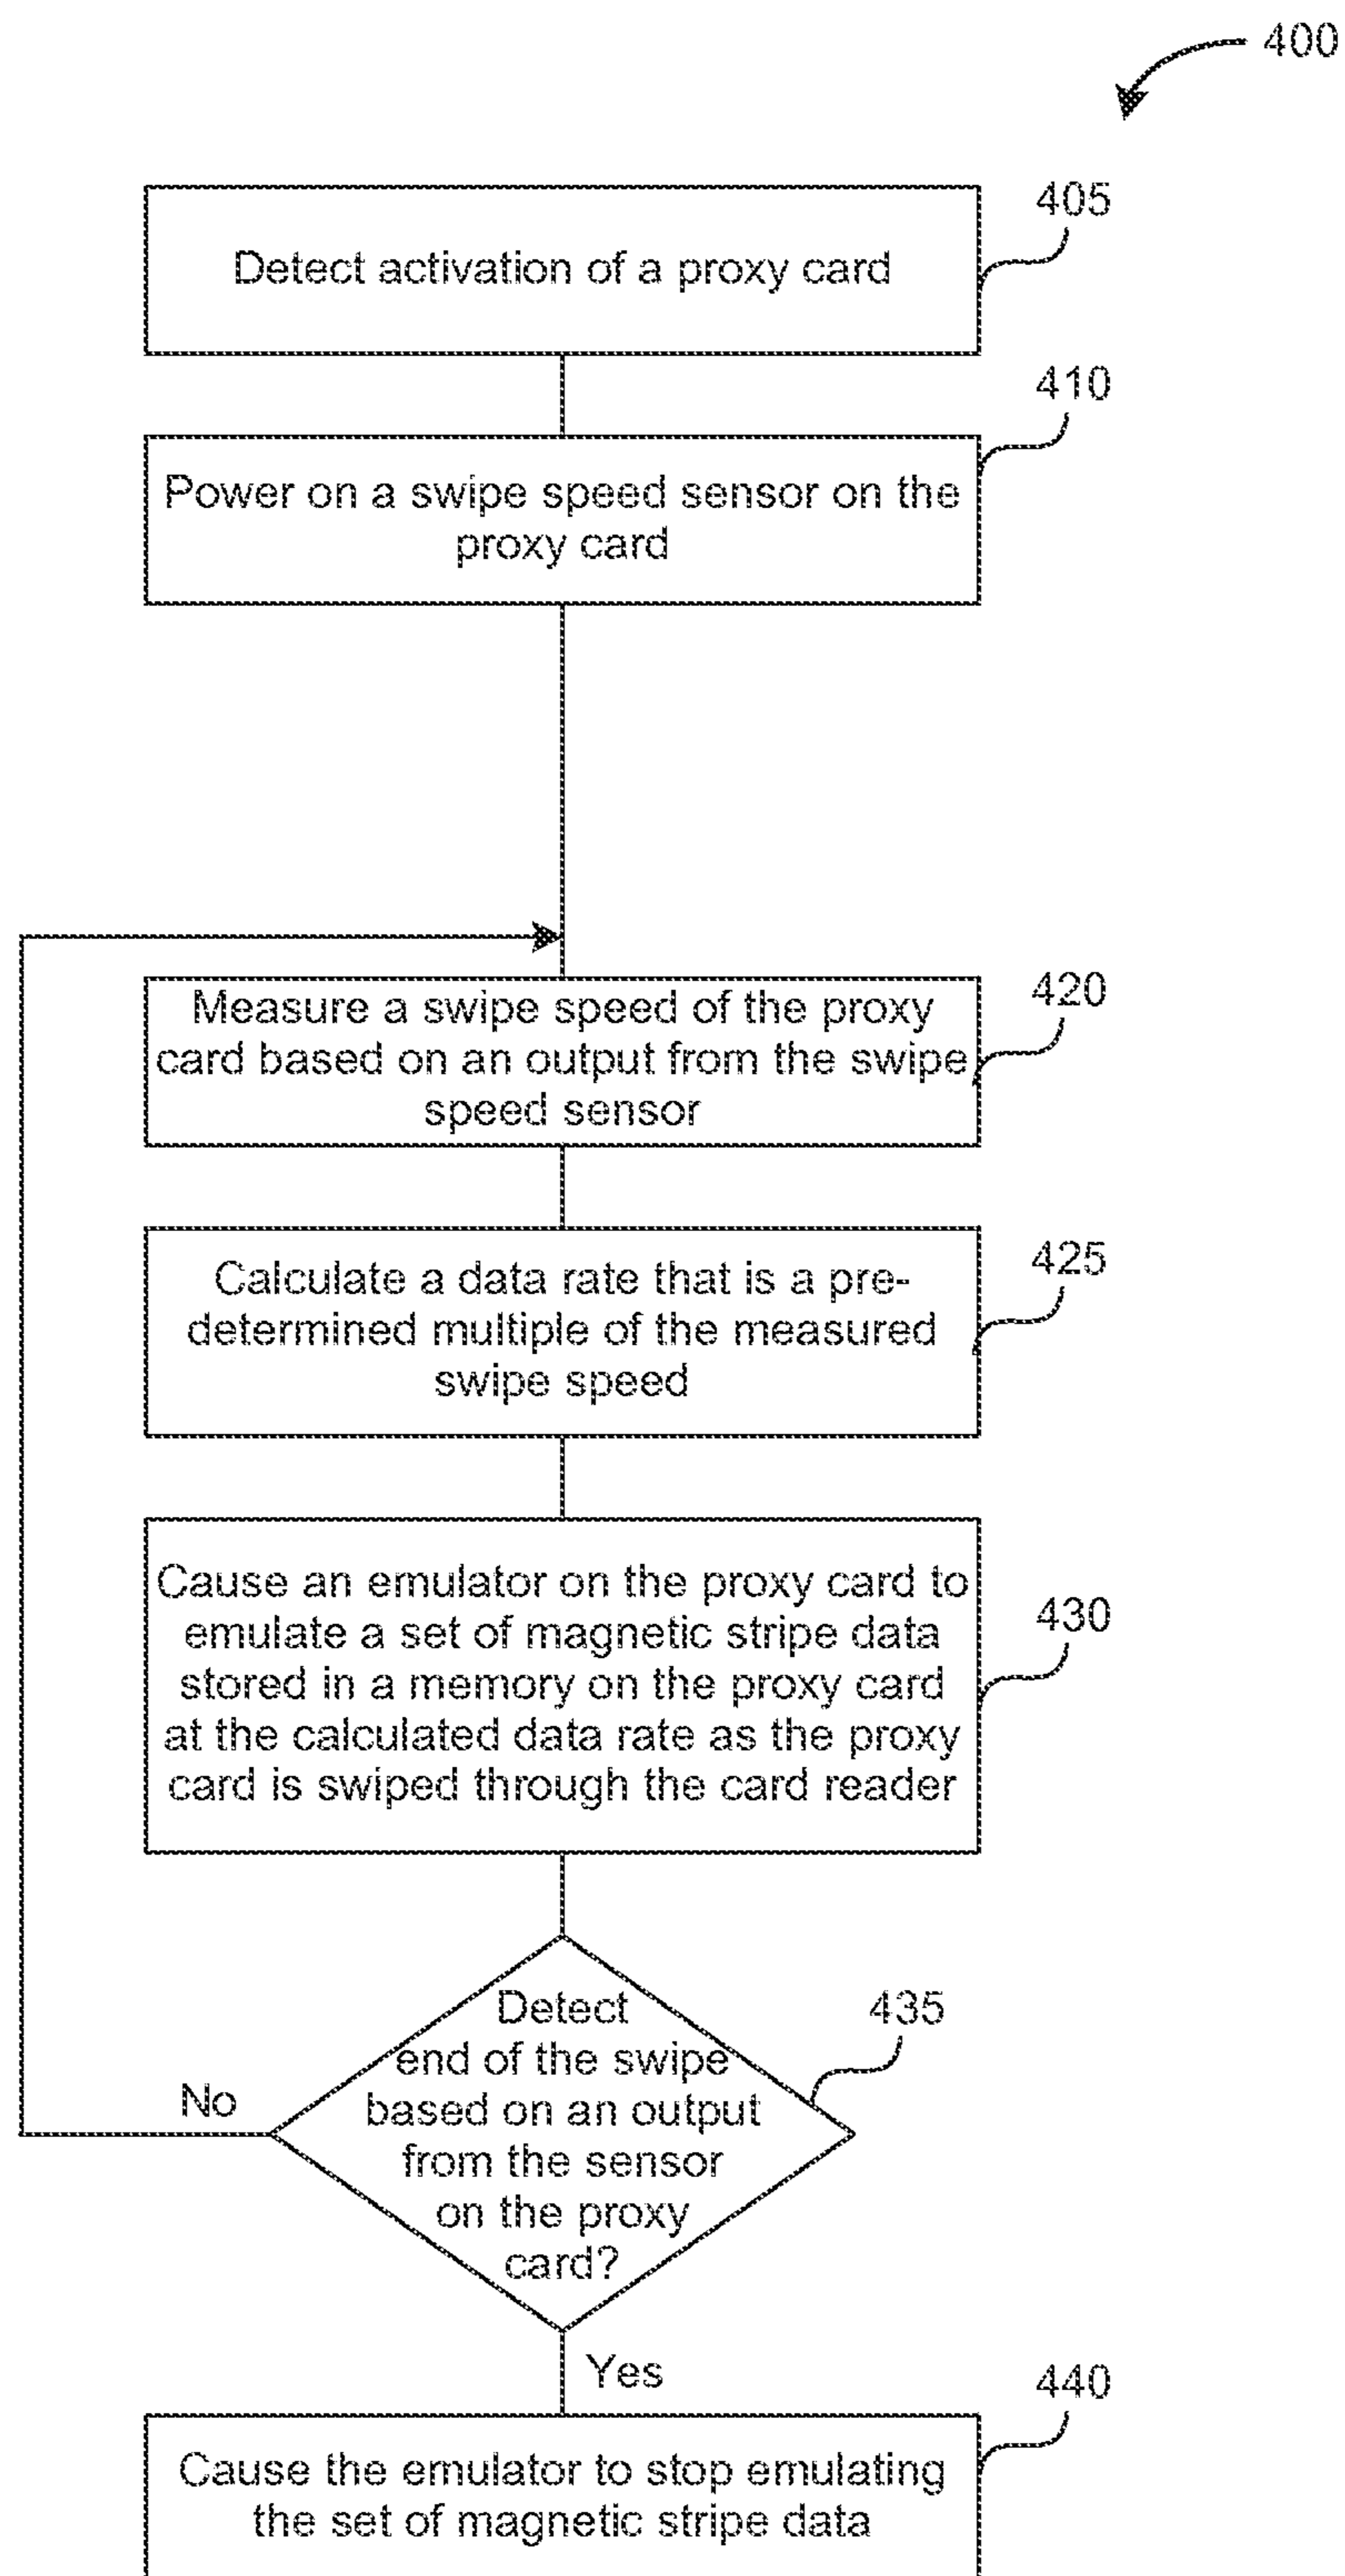 400
405
Detect activation of a proxy card
410
Power on a swipe speed sensor on the
proxy card
420
Measure a swipe speed of the proxy
card based on an output from the swipe
speed sensor
425
Calculate a data rate that is a pre-
determined multiple of the measured
swipe speed
430
Cause an emulator on the proxy card to
emulate a set of magnetic stripe data
stored in a memory on the proxy card
at the calculated data rate as the proxy
card is swiped through the card reader
435
Detect
end of the swipe
based on an output
from the sensor
on the proxy
card?
No
Yes
440
Cause the emulator to stop emulating
the set of magnetic stripe data